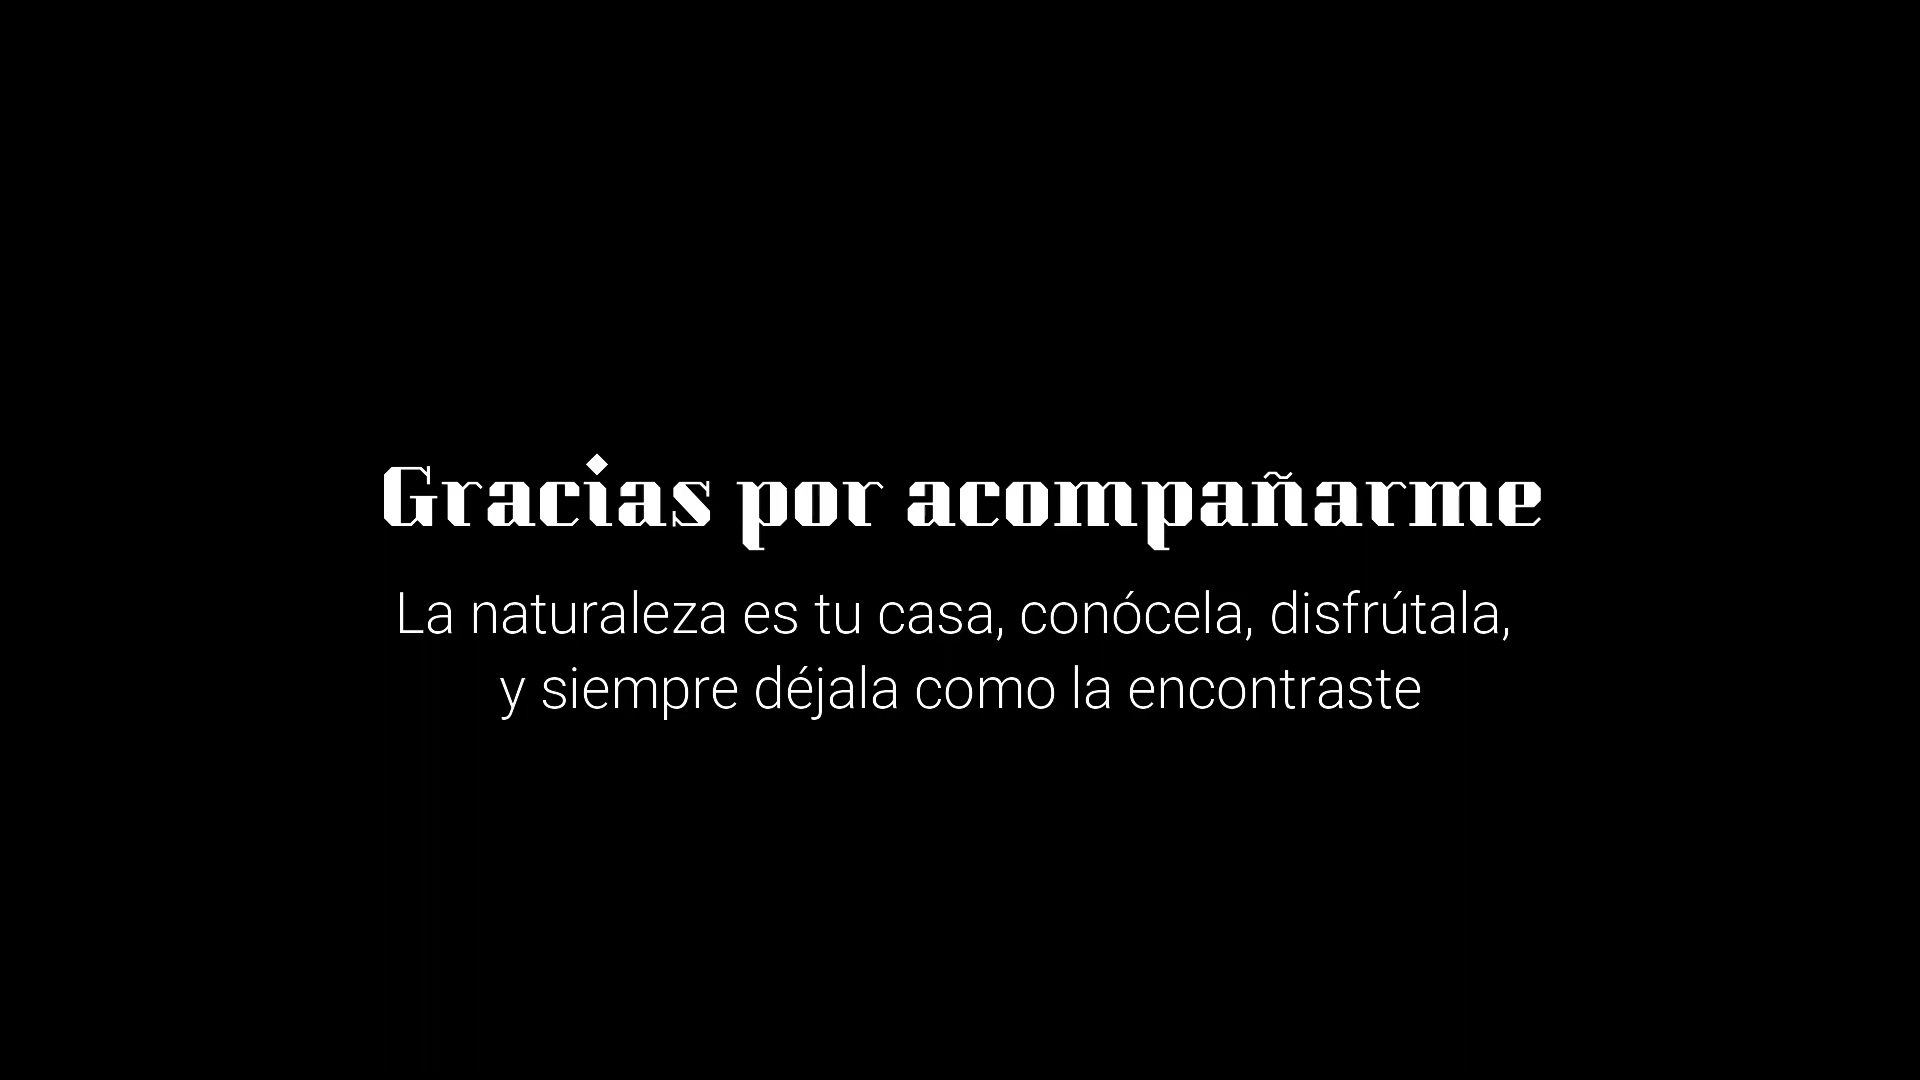 Gracias por acompañarme
La naturaleza es tu casa, conócela, disfrútala,
y siempre déjala como la encontraste